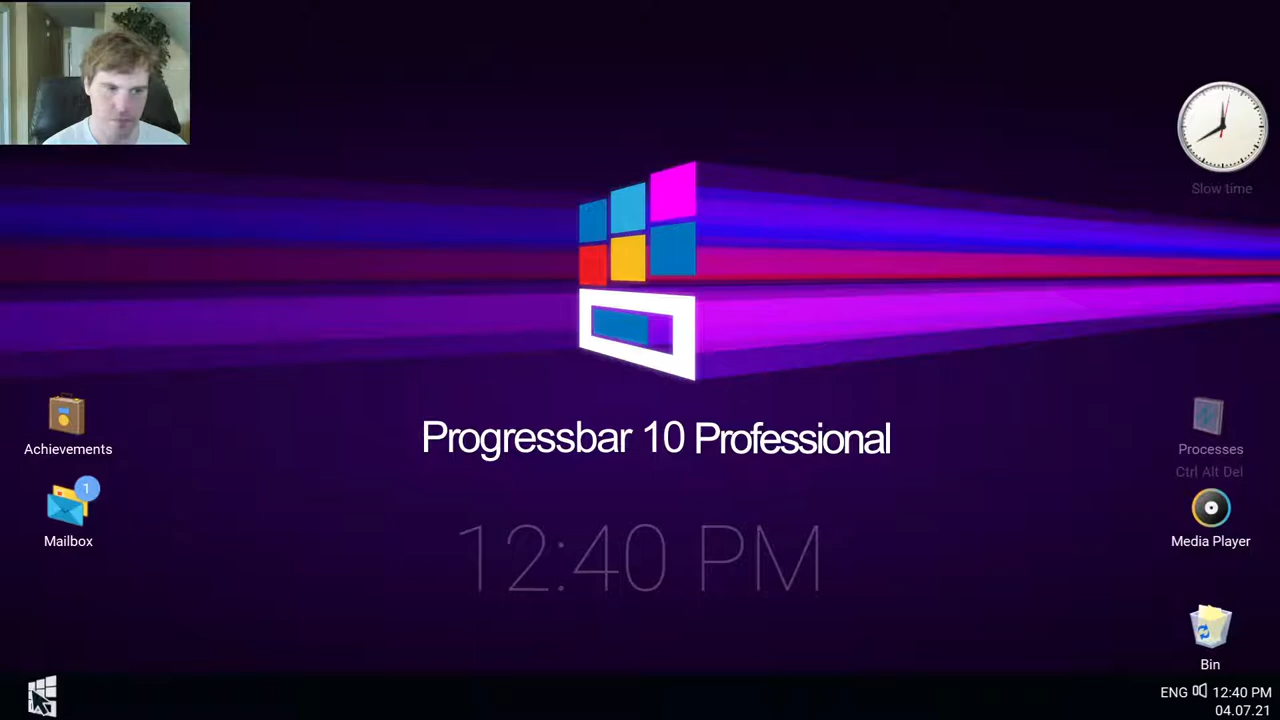 Slow time
Progressbar 10 Professional
12:40 PM
Achievements
1
Mailbox
Processes
Ctrl Alt Del
Media Player
Bin
ENG 12:40 PM
04.07.21